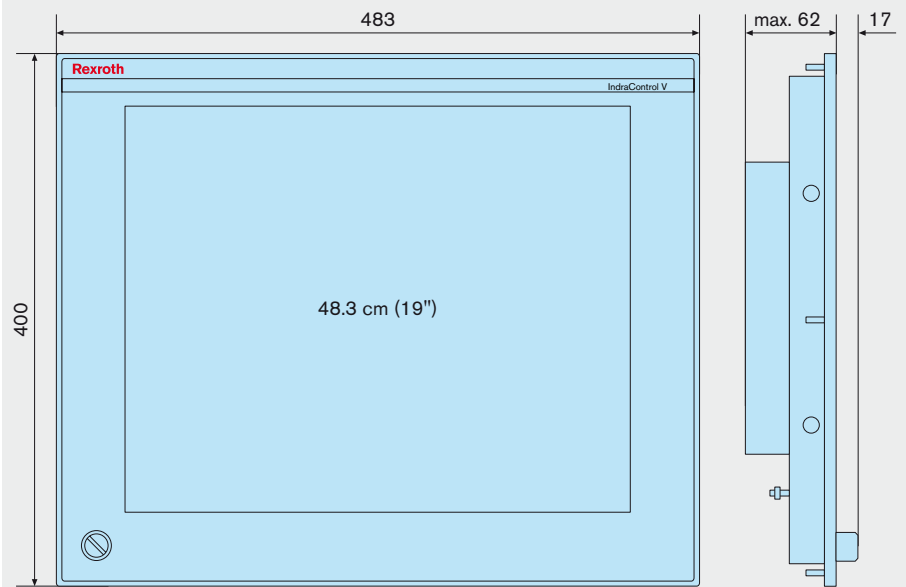 483
max. 62
17
Rexroth
IndraControl V
400
48.3 cm (19")